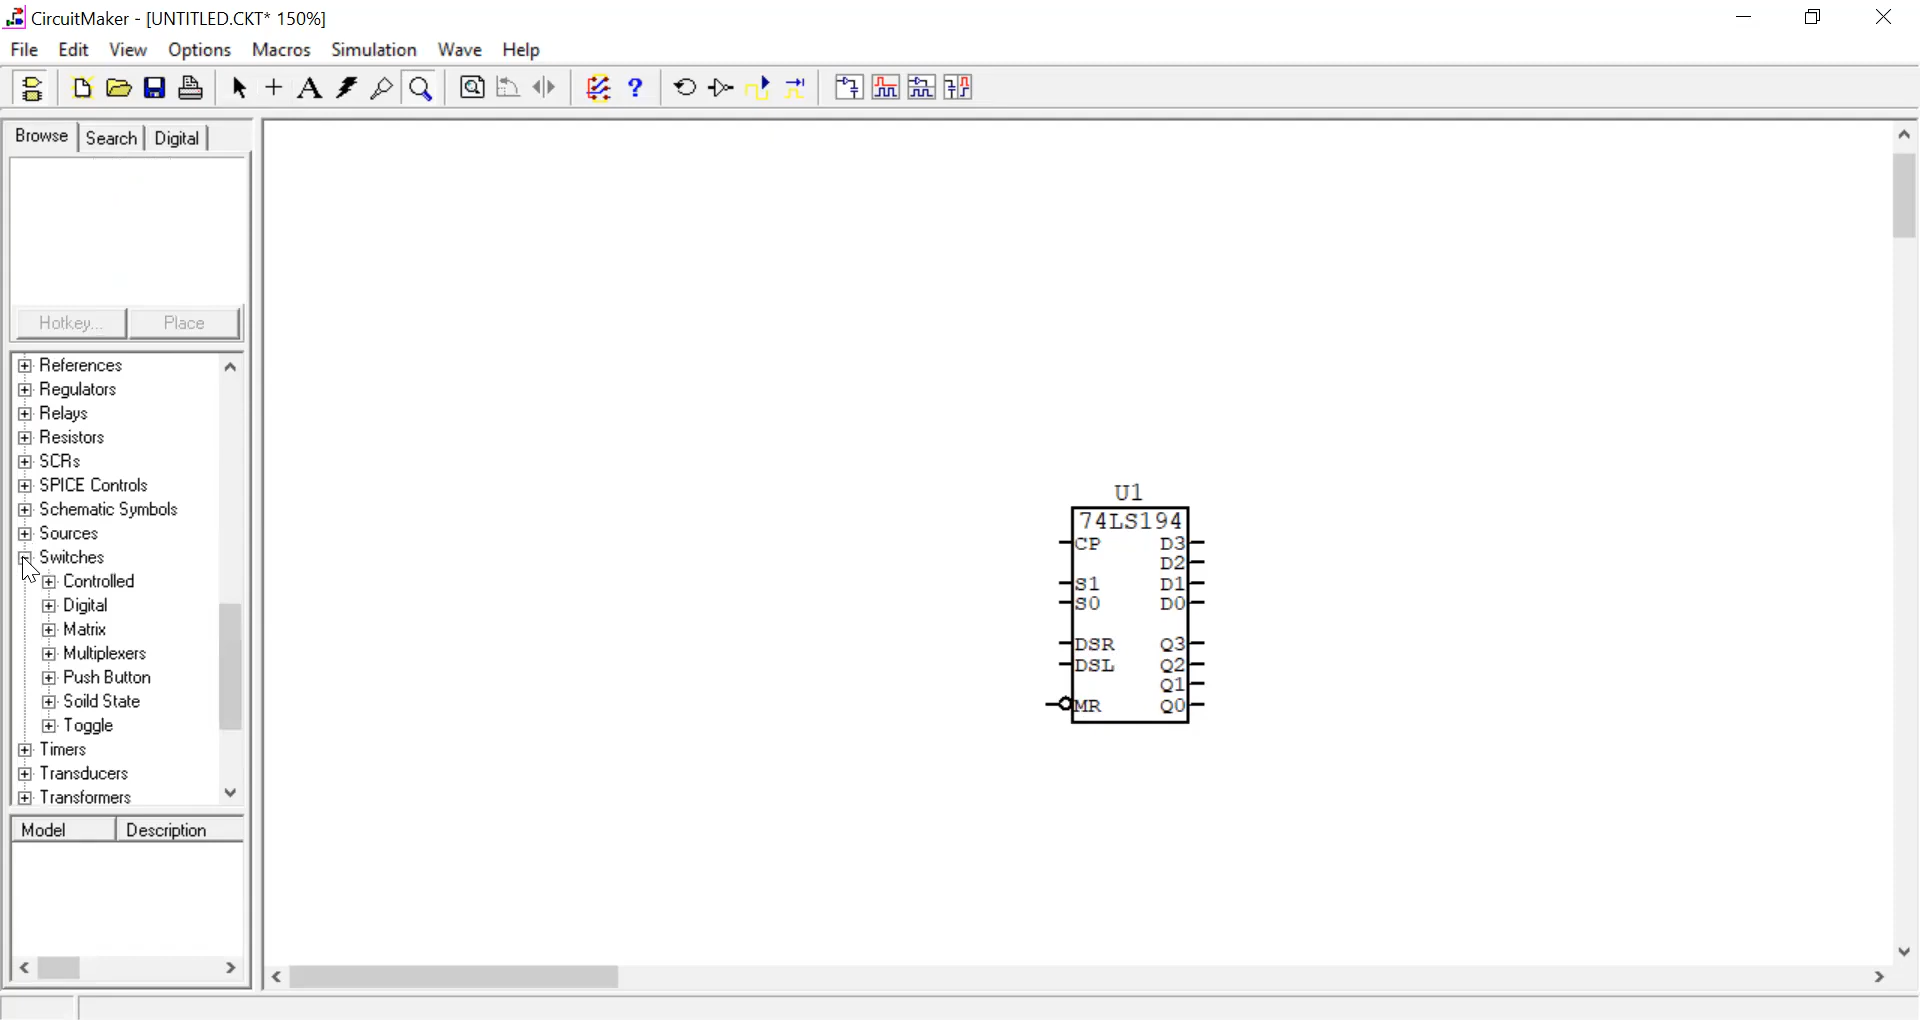 CircuitMaker - [UNTITLED.CKT* 150%]
File Edit View Options Macros Simulation Wave Help
Browse Search Digital
Hotkey... Place
References
Regulators
Relays
Resistors
SCRs
SPICE Controls
Schematic Symbols
Sources
Switches
Controlled
Digital
Matrix
Multiplexers
Push Button
Soild State
Toggle
Timers
Transducers
Transformers
Model Description
U1
74LS194
CP D3
D2
S1 D1
S0 D0
DSR Q3
DSL Q2
Q1
MR Q0